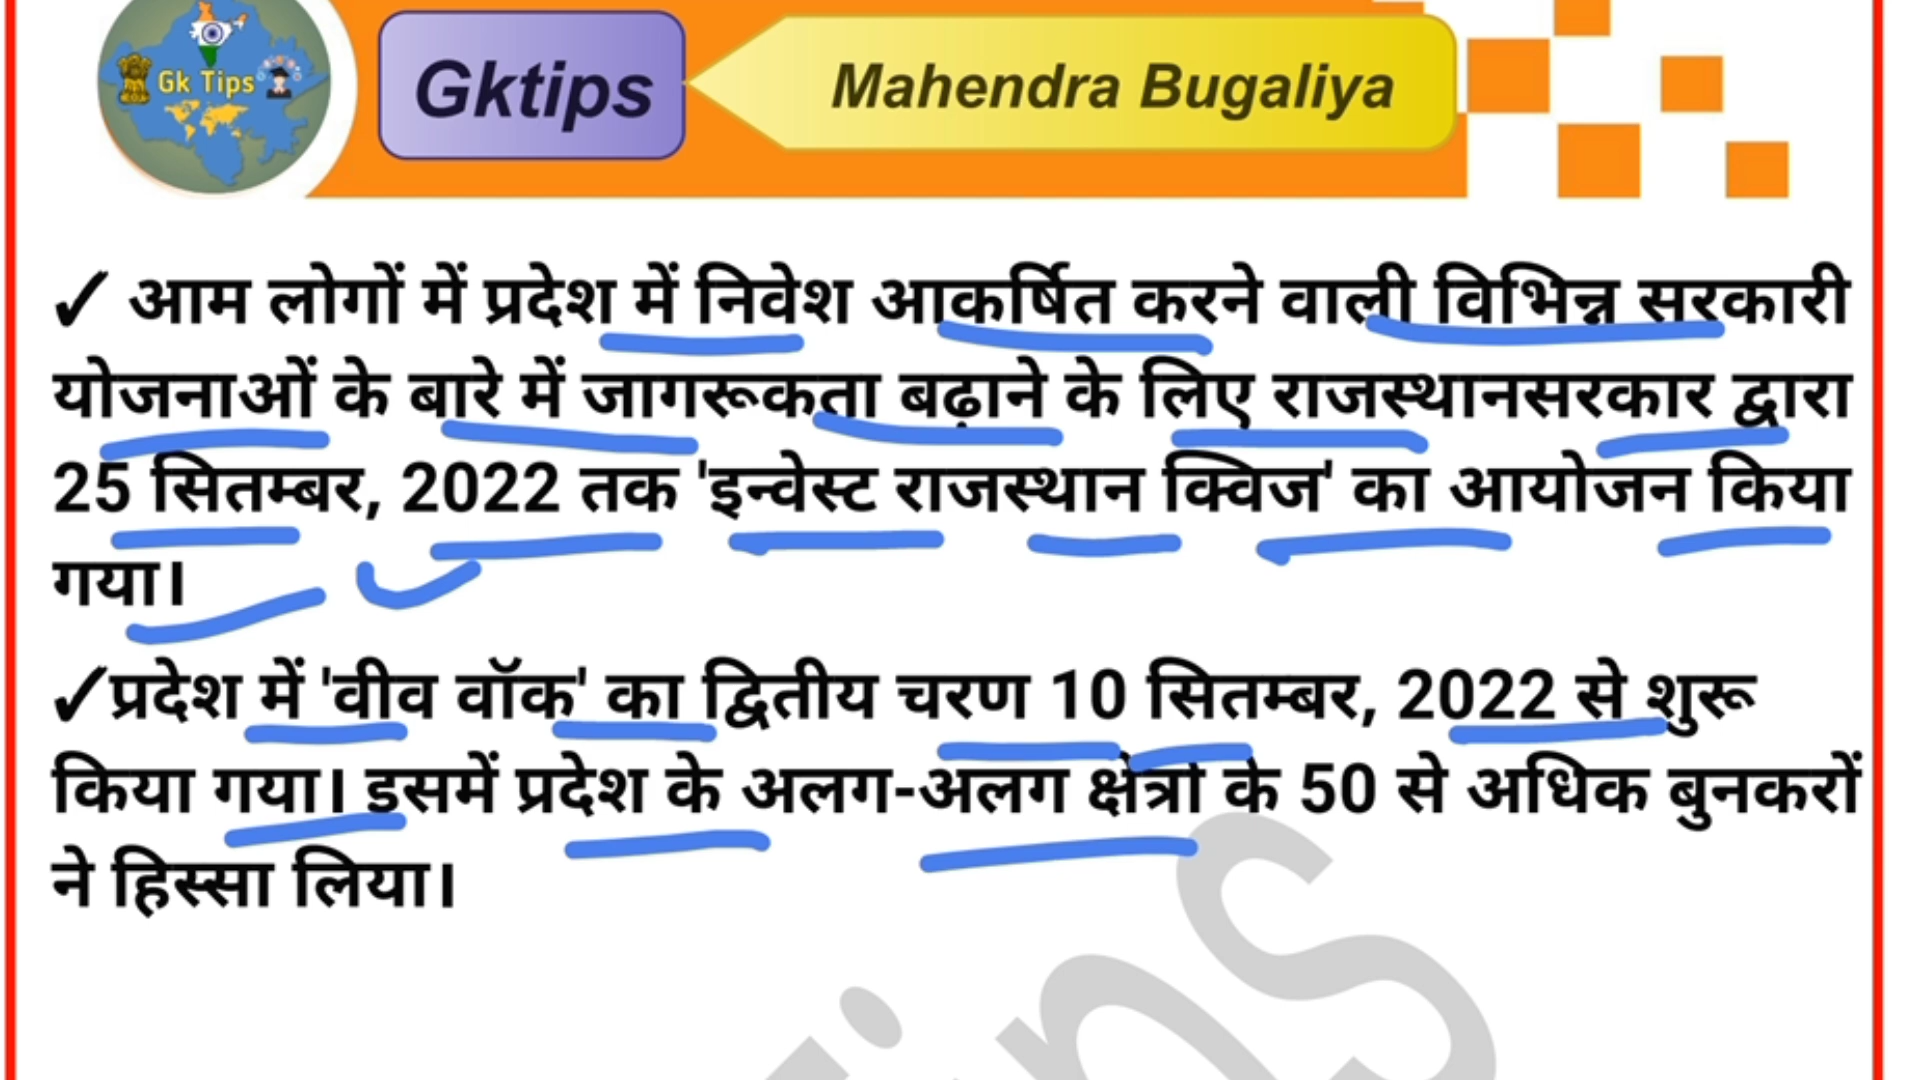 Gk Tips
Gktips
Mahendra Bugaliya
✓ आम लोगों में प्रदेश में निवेश आकर्षित करने वाली विभिन्न सरकारी
योजनाओं के बारे में जागरूकता बढ़ाने के लिए राजस्थानसरकार द्वारा
25 सितम्बर, 2022 तक 'इन्वेस्ट राजस्थान क्विज' का आयोजन किया
गया।
✓प्रदेश में 'वीव वॉक' का द्वितीय चरण 10 सितम्बर, 2022 से शुरू
किया गया। इसमें प्रदेश के अलग-अलग क्षेत्रों के 50 से अधिक बुनकरों
ने हिस्सा लिया।